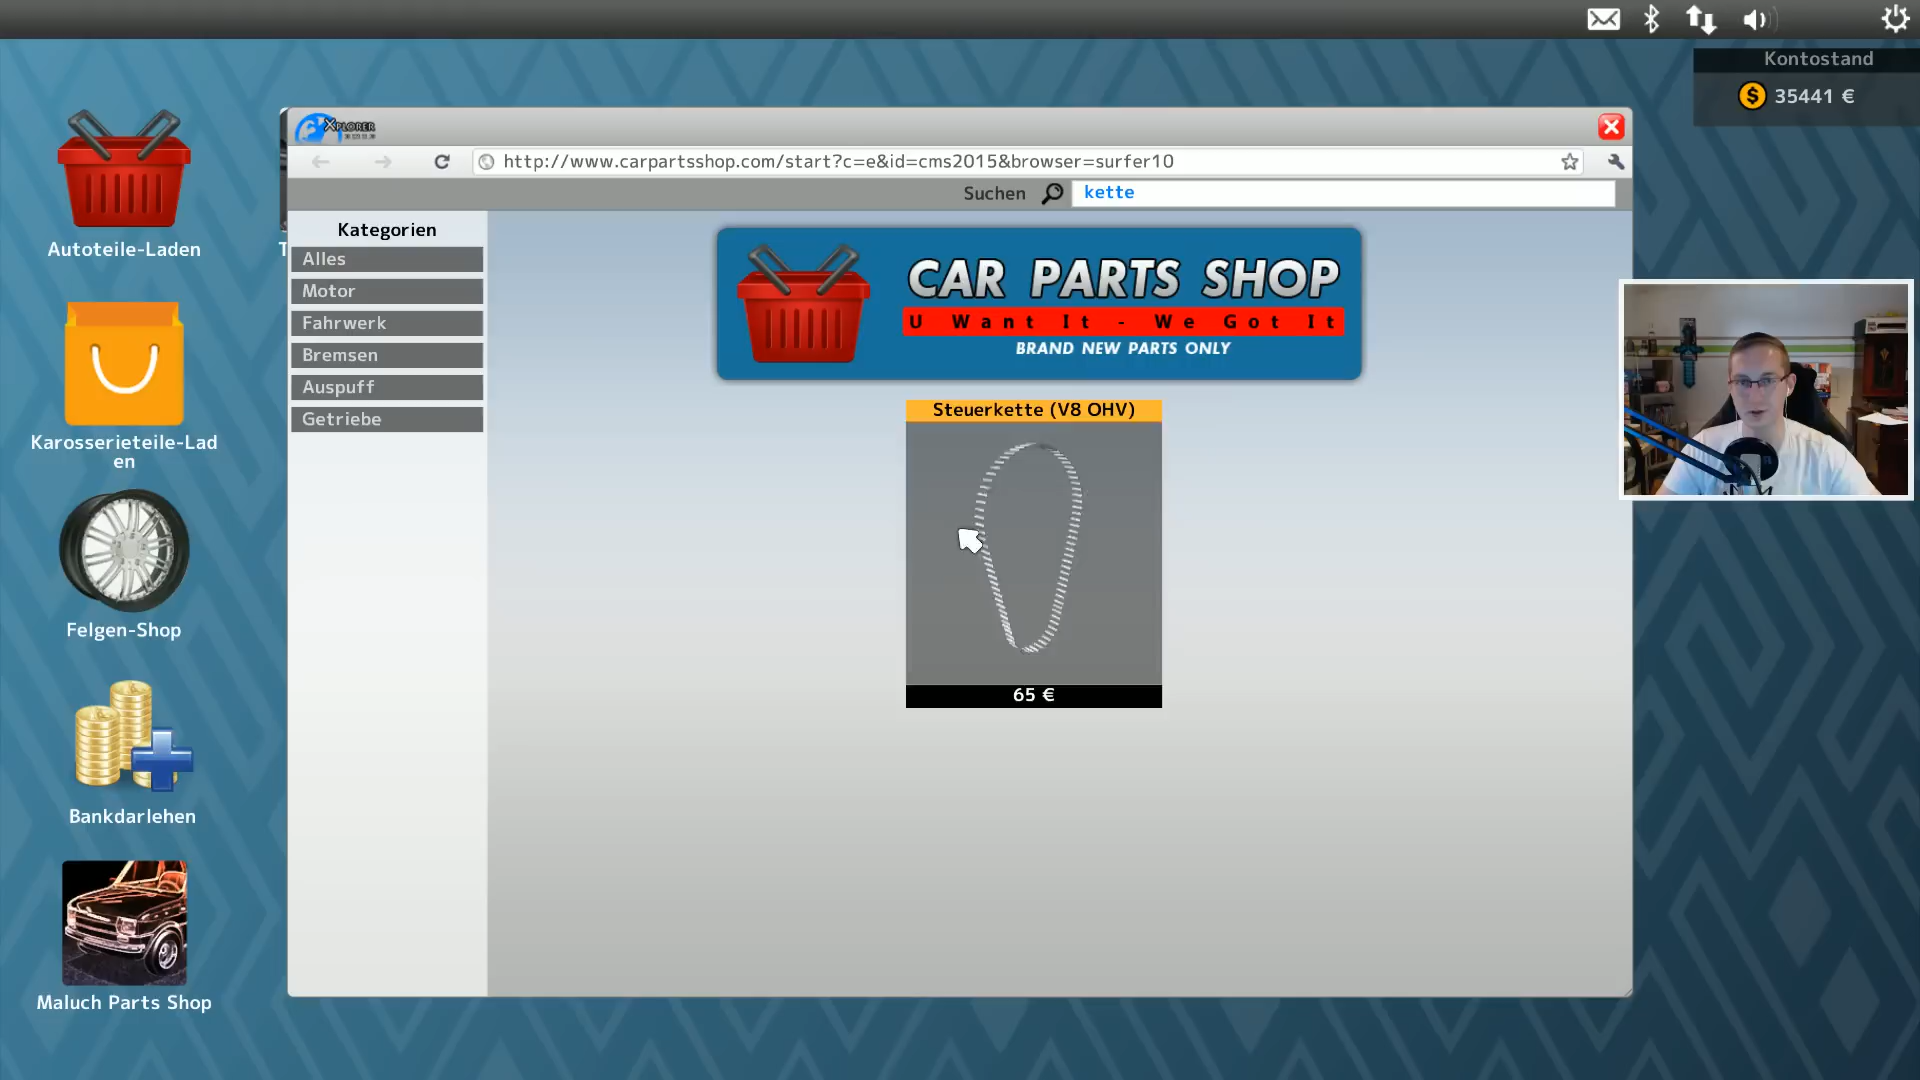 Kontostand
35441 €
XPLORER
http://www.carpartsshop.com/start?c=e&id=cms2015&browser=surfer10
Suchen
kette
Kategorien
Alles
Motor
Fahrwerk
Bremsen
Auspuff
Getriebe
CAR PARTS SHOP
U Want It - We Got It
BRAND NEW PARTS ONLY
Steuerkette (V8 OHV)
65 €
Autoteile-Laden
T
Karosserieteile-Lad
en
Felgen-Shop
Bankdarlehen
Maluch Parts Shop